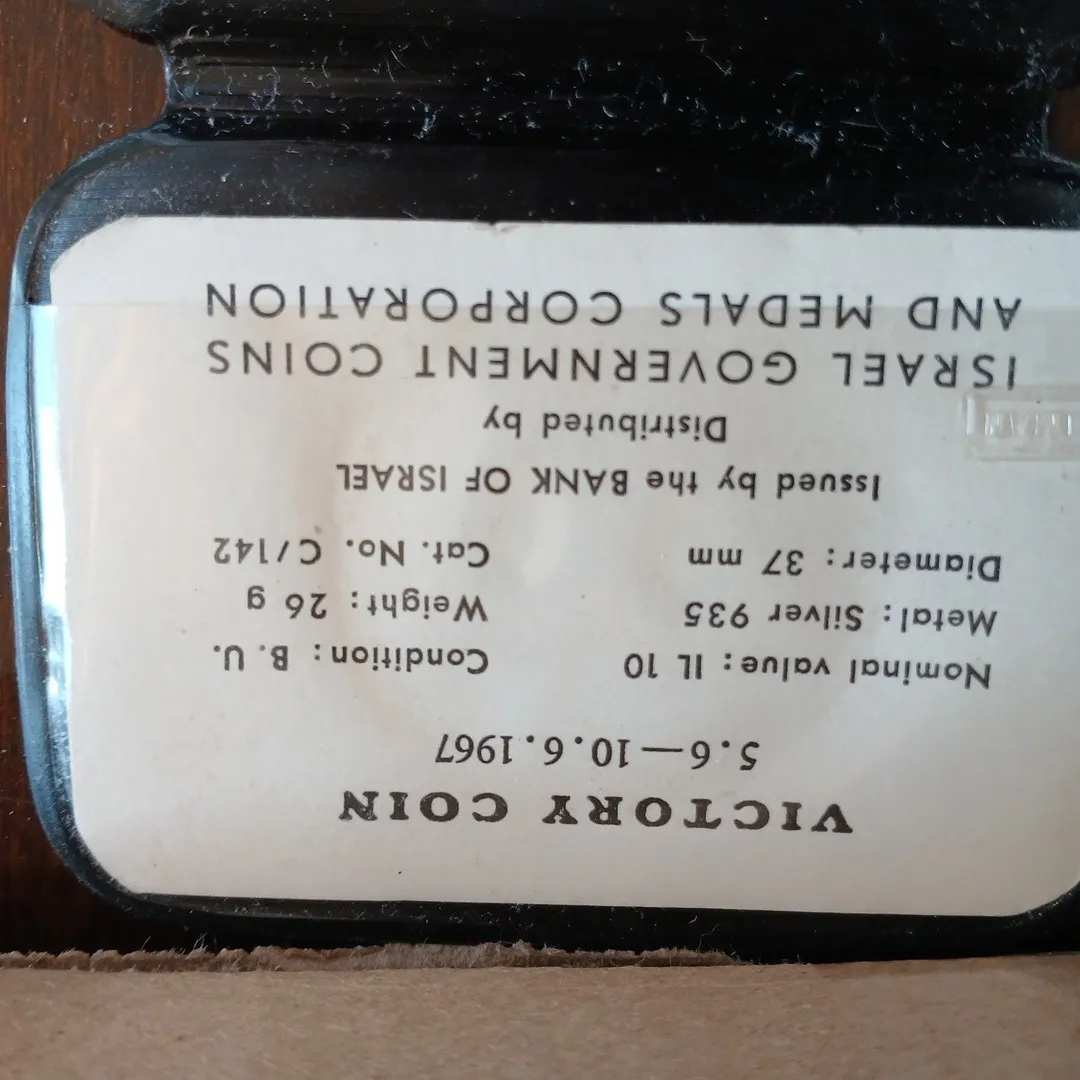 VICTORY COIN
5.6—10.6.1967
Nominal value: IL 10 Condition: B.U.
Metal: Silver 935 Weight: 26 g
Diameter: 37 mm Cat. No. C/142
Issued by the BANK OF ISRAEL
Distributed by
ISRAEL GOVERNMENT COINS
AND MEDALS CORPORATION